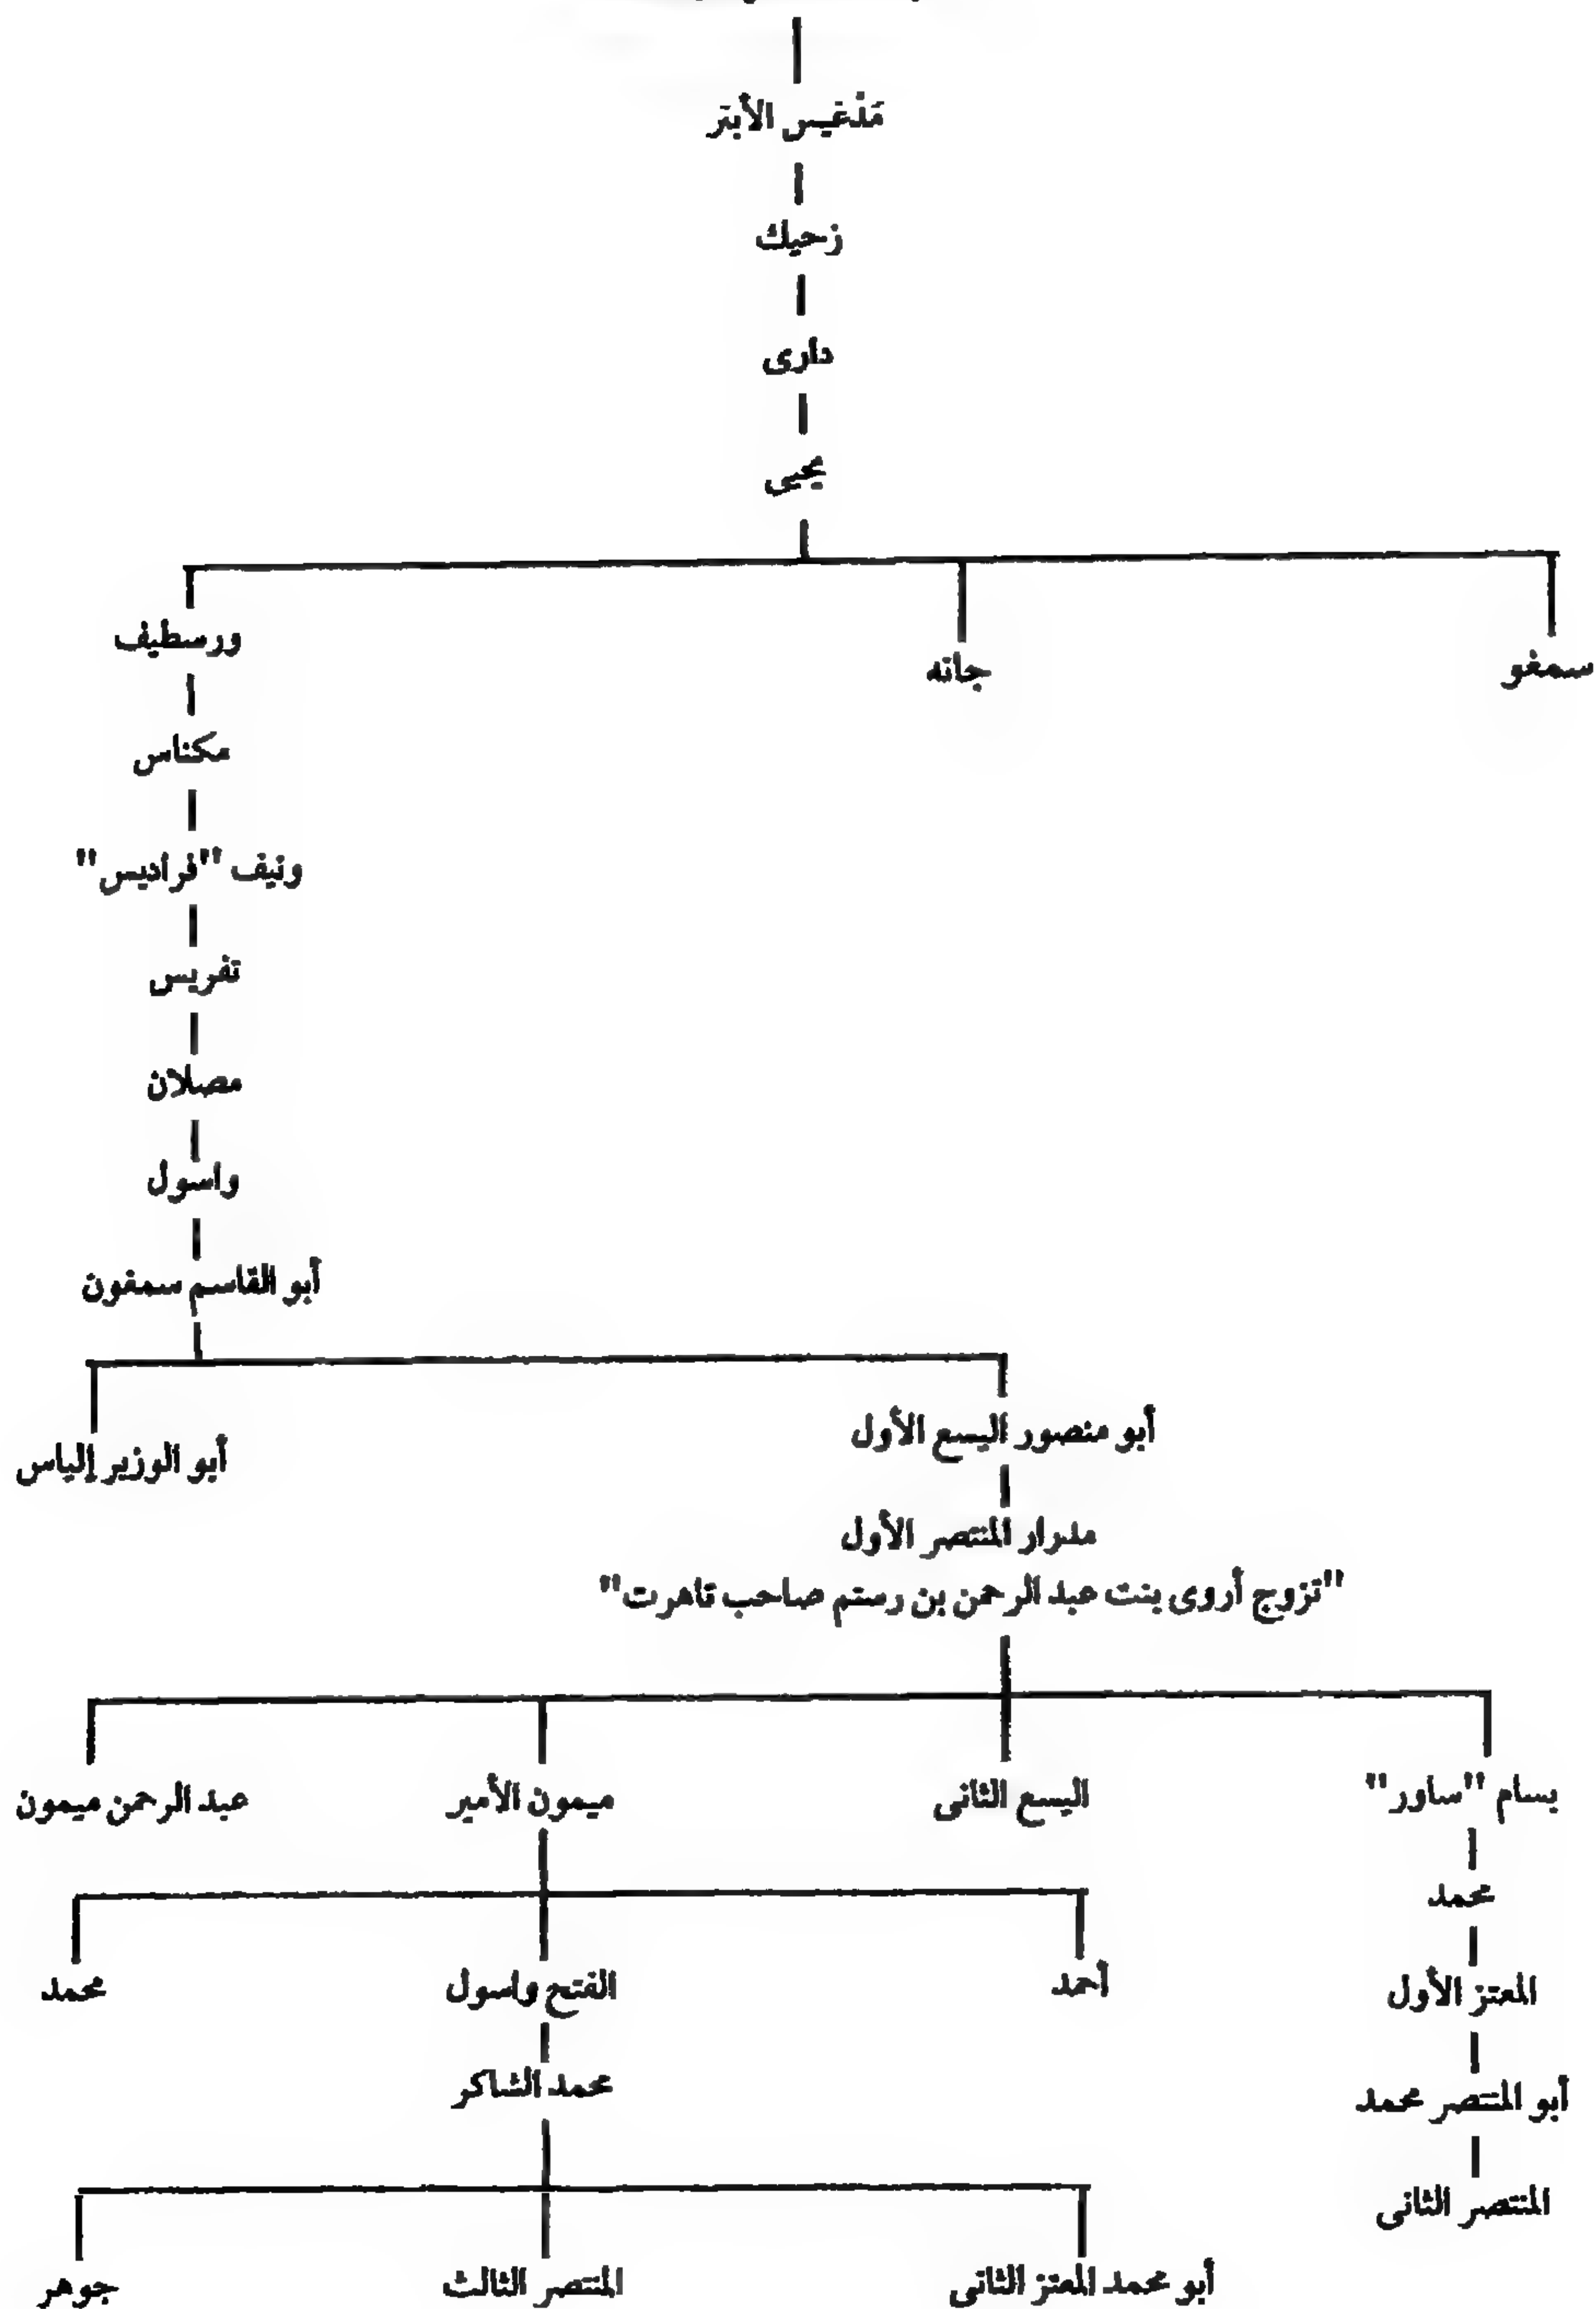 مَدْغيس الأبتر
زحيك
دارى
يحيى
سمغو
جانه
ورسطيف
مكناس
ونيف "فراديس"
تفريس
مصلان
واسول
أبو القاسم سمغون
أبو منصور اليسع الأول
أبو الوزير إلياس
مدرار المنتصر الأول
"تزوج أروى بنت عبد الرحمن بن رستم صاحب تاهرت"
بسام "ساور"
اليسع الثانى
ميمون الأمير
عبد الرحمن ميمون
محمد
المعتز الأول
أبو المنتصر محمد
المنتصر الثانى
أحمد
الفتح واسول
محمد
محمد الشاكر
أبو محمد المعتز الثانى
المنتصر الثالث
جوهر